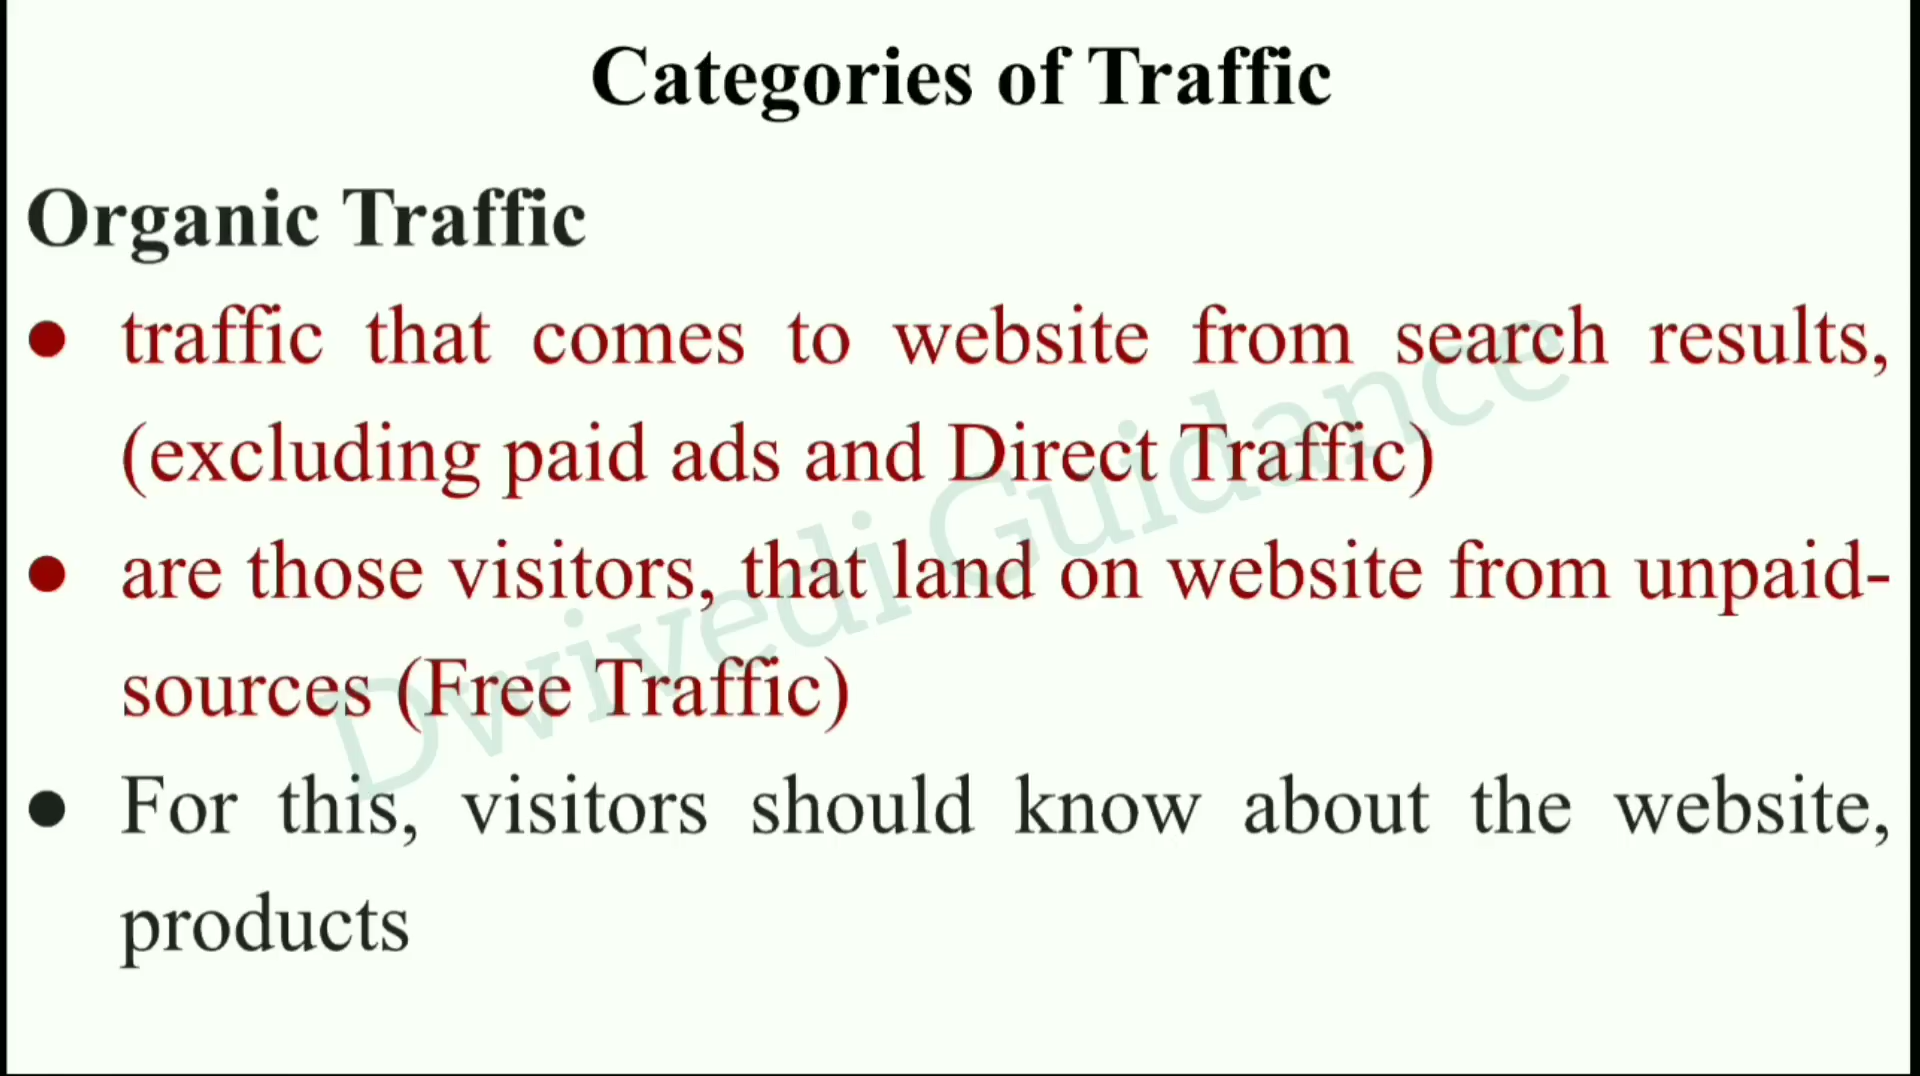 Categories of Traffic
Organic Traffic
● traffic that comes to website from search results,
(excluding paid ads and Direct Traffic)
● are those visitors, that land on website from unpaid-
sources (Free Traffic)
● For this, visitors should know about the website,
products
Dwivedi Guidance